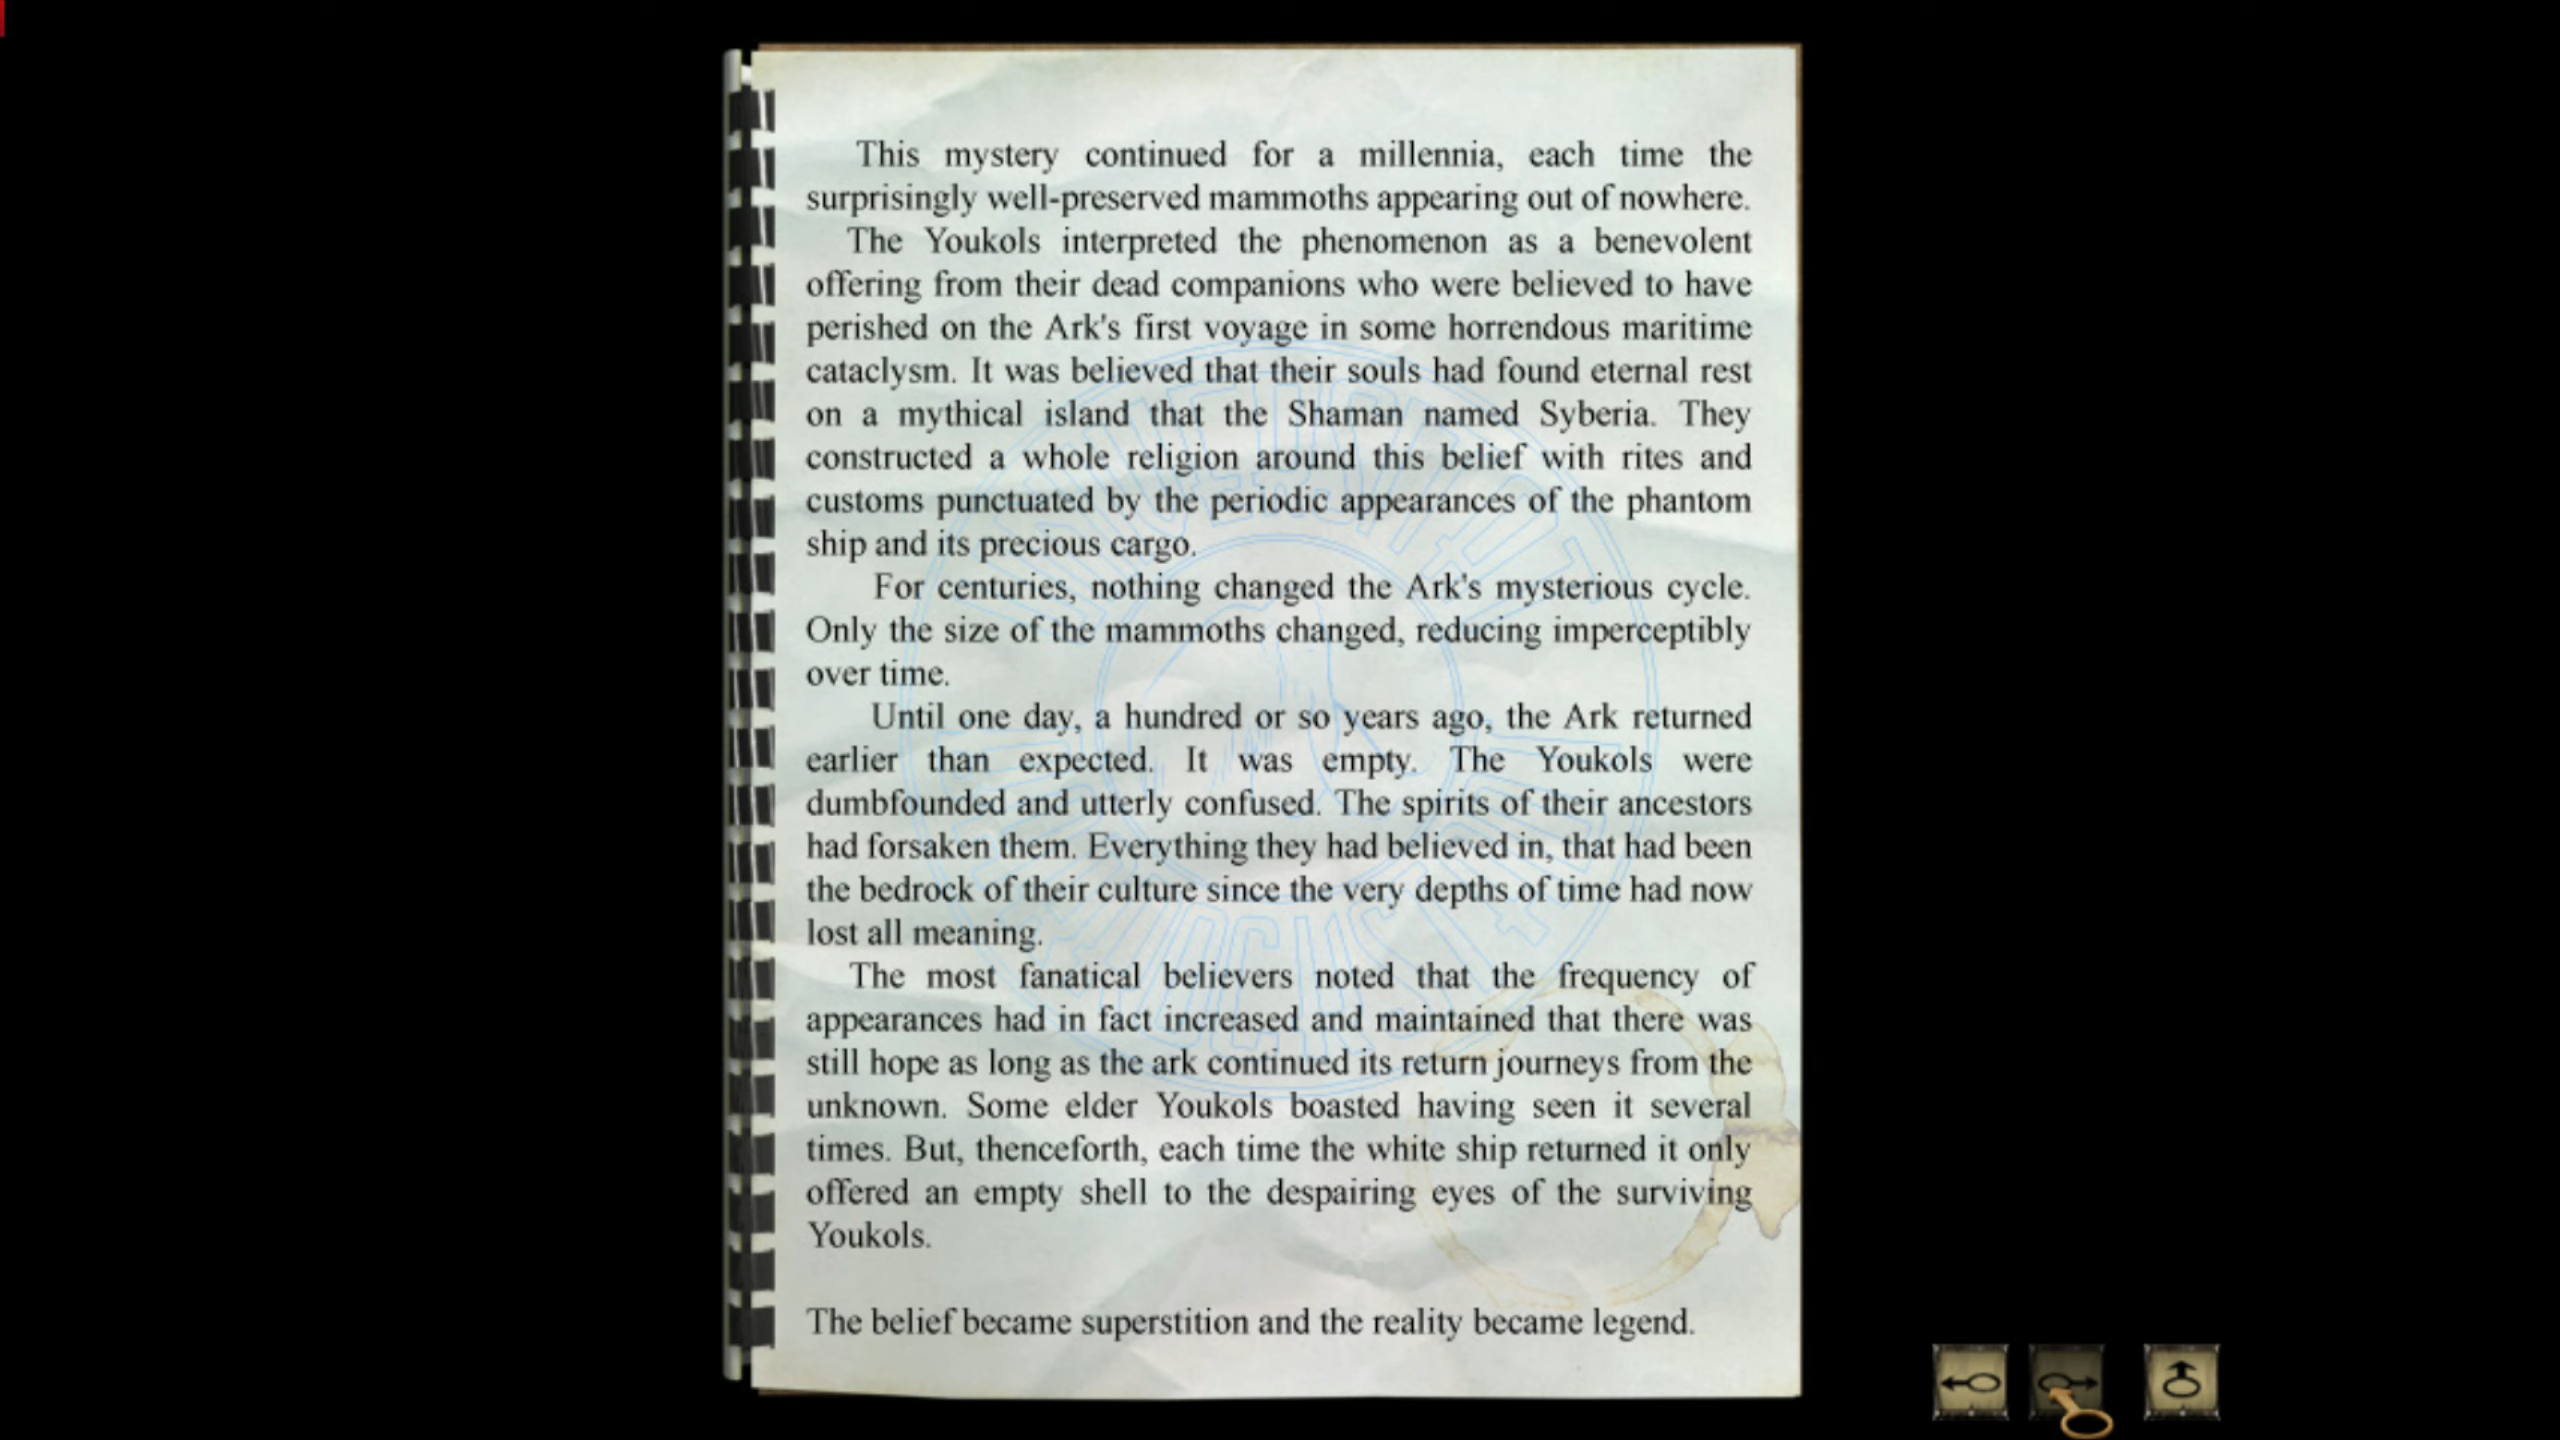 This mystery continued for a millennia, each time the
surprisingly well-preserved mammoths appearing out of nowhere.
The Youkols interpreted the phenomenon as a benevolent
offering from their dead companions who were believed to have
perished on the Ark's first voyage in some horrendous maritime
cataclysm. It was believed that their souls had found eternal rest
on a mythical island that the Shaman named Syberia. They
constructed a whole religion around this belief with rites and
customs punctuated by the periodic appearances of the phantom
ship and its precious cargo.
For centuries, nothing changed the Ark's mysterious cycle.
Only the size of the mammoths changed, reducing imperceptibly
over time.
Until one day, a hundred or so years ago, the Ark returned
earlier than expected. It was empty. The Youkols were
dumbfounded and utterly confused. The spirits of their ancestors
had forsaken them. Everything they had believed in, that had been
the bedrock of their culture since the very depths of time had now
lost all meaning.
The most fanatical believers noted that the frequency of
appearances had in fact increased and maintained that there was
still hope as long as the ark continued its return journeys from the
unknown. Some elder Youkols boasted having seen it several
times. But, thenceforth, each time the white ship returned it only
offered an empty shell to the despairing eyes of the surviving
Youkols.
The belief became superstition and the reality became legend.